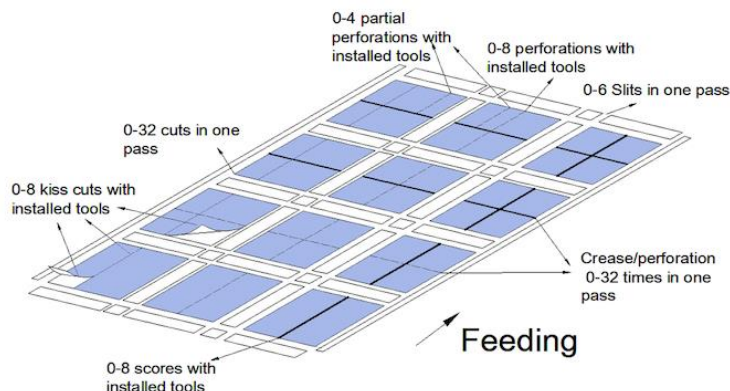 0-4 partial
perforations with
installed tools
0-8 perforations with
installed tools
0-6 Slits in one pass
0-32 cuts in one
pass
0-8 kiss cuts with
installed tools
Crease/perforation
0-32 times in one
pass
Feeding
0-8 scores with
installed tools